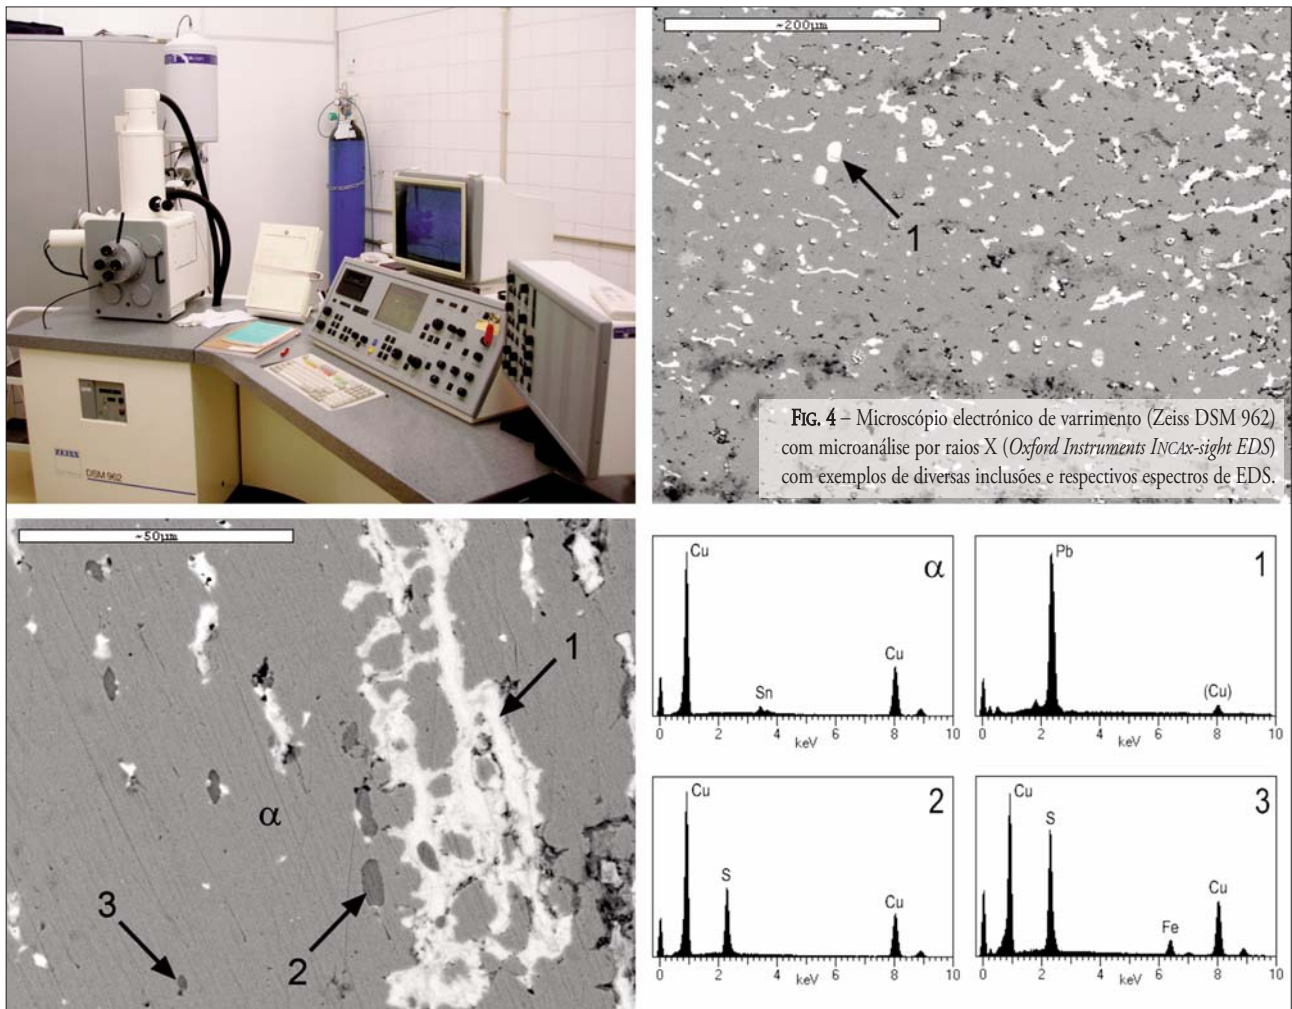 ~200µm
1
FIG. 4 – Microscópio electrónico de varrimento (Zeiss DSM 962)
com microanálise por raios X (Oxford Instruments INCAx-sight EDS)
com exemplos de diversas inclusões e respectivos espectros de EDS.
ZEISS
DSM 962
~50µm
1
α
3
2
Cu
α
Cu
Sn
0 2 4 6 8 10
keV
Pb
1
(Cu)
0 2 4 6 8 10
keV
Cu
2
S
Cu
0 2 4 6 8 10
keV
Cu
3
S
Cu
Fe
0 2 4 6 8 10
keV